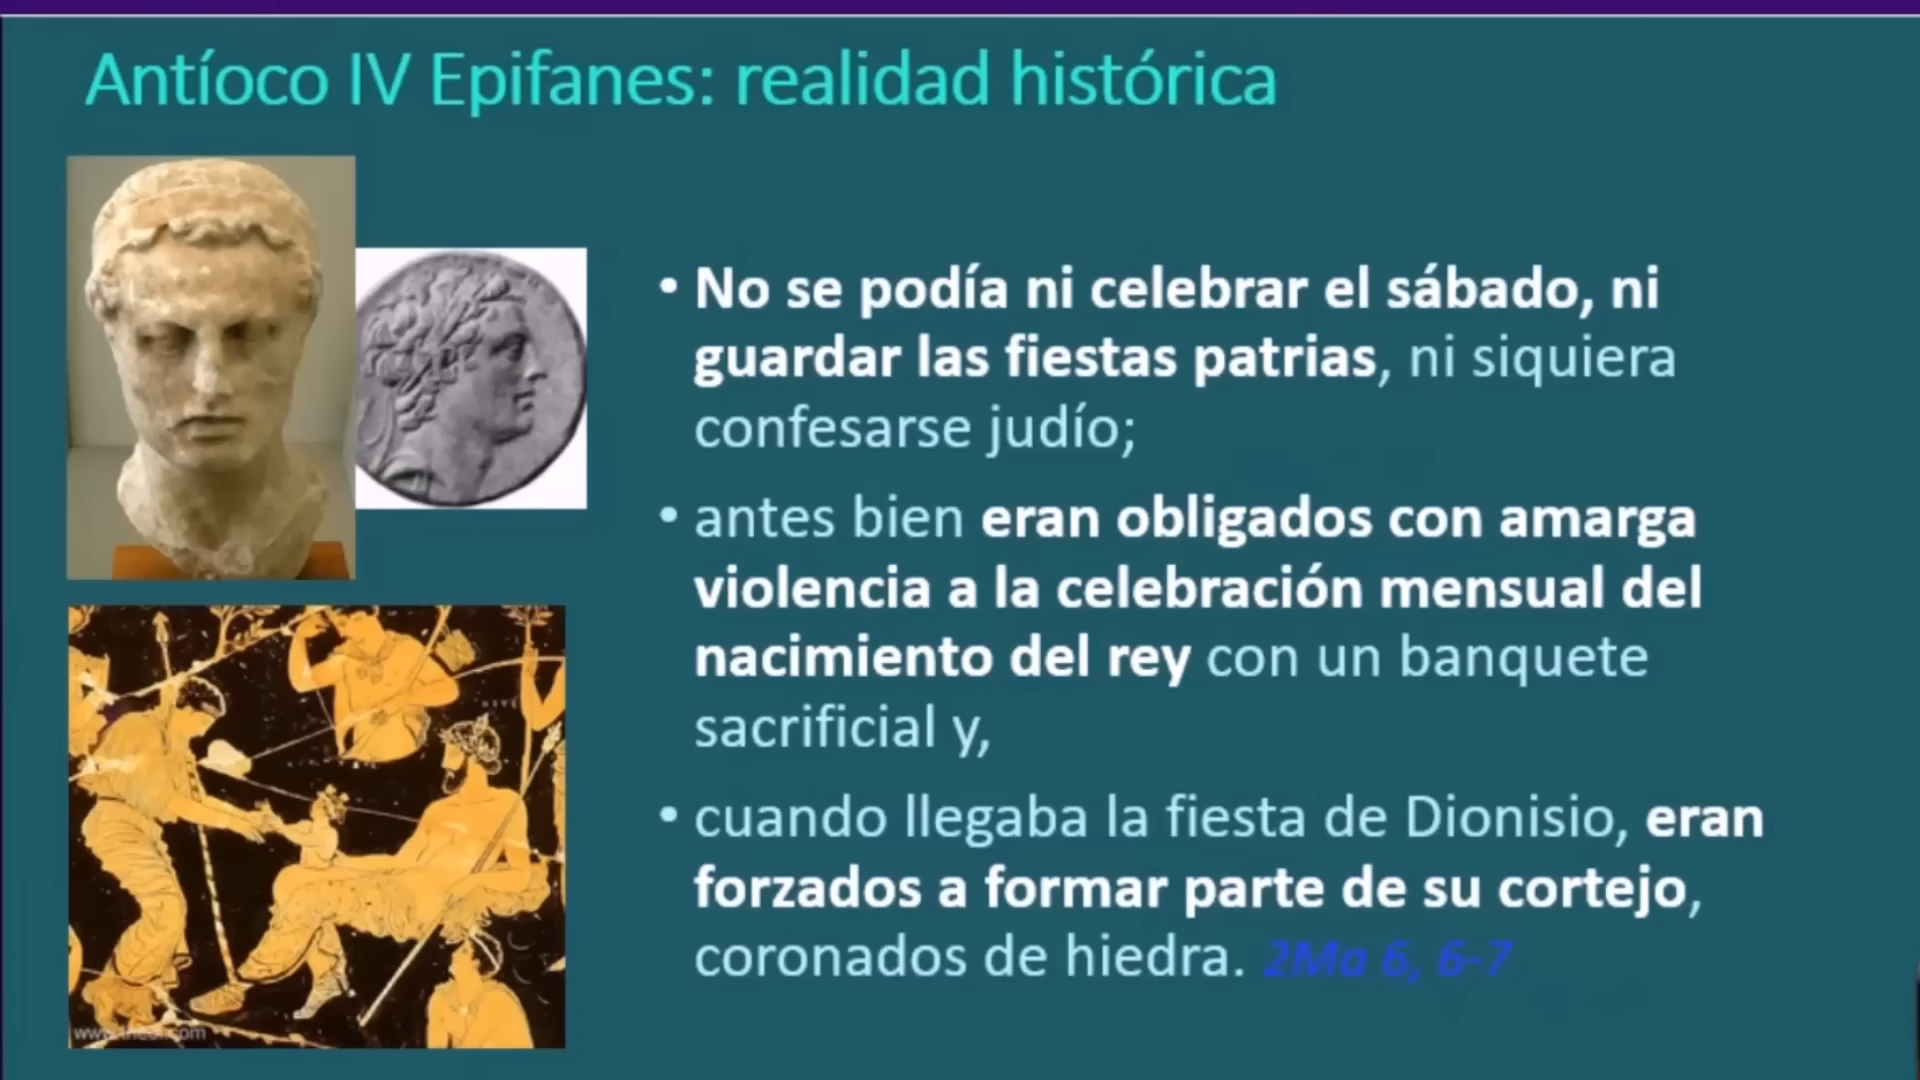 Antíoco IV Epifanes: realidad histórica
• No se podía ni celebrar el sábado, ni
guardar las fiestas patrias, ni siquiera
confesarse judío;
• antes bien eran obligados con amarga
violencia a la celebración mensual del
nacimiento del rey con un banquete
sacrificial y,
• cuando llegaba la fiesta de Dionisio, eran
forzados a formar parte de su cortejo,
coronados de hiedra. 2Ma 6, 6-7